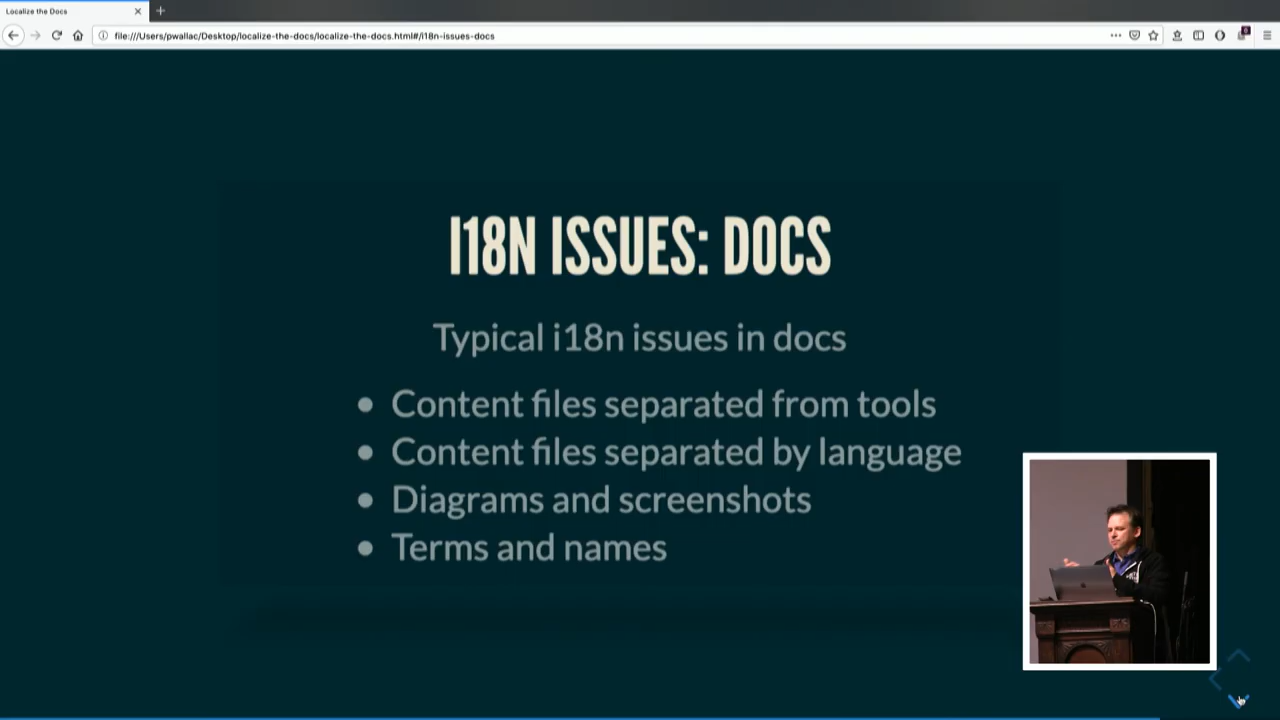 Localize the Docs
file:///Users/pwallac/Desktop/localize-the-docs/localize-the-docs.html#/i18n-issues-docs
I18N ISSUES: DOCS
Typical i18n issues in docs
• Content files separated from tools
• Content files separated by language
• Diagrams and screenshots
• Terms and names